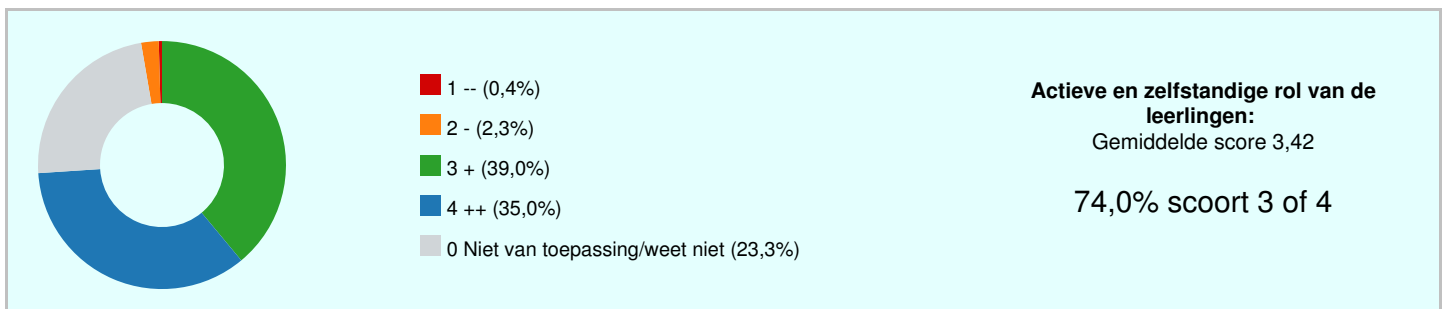 1 -- (0,4%)
2 - (2,3%)
3 + (39,0%)
4 ++ (35,0%)
0 Niet van toepassing/weet niet (23,3%)
Actieve en zelfstandige rol van de
leerlingen:
Gemiddelde score 3,42
74,0% scoort 3 of 4